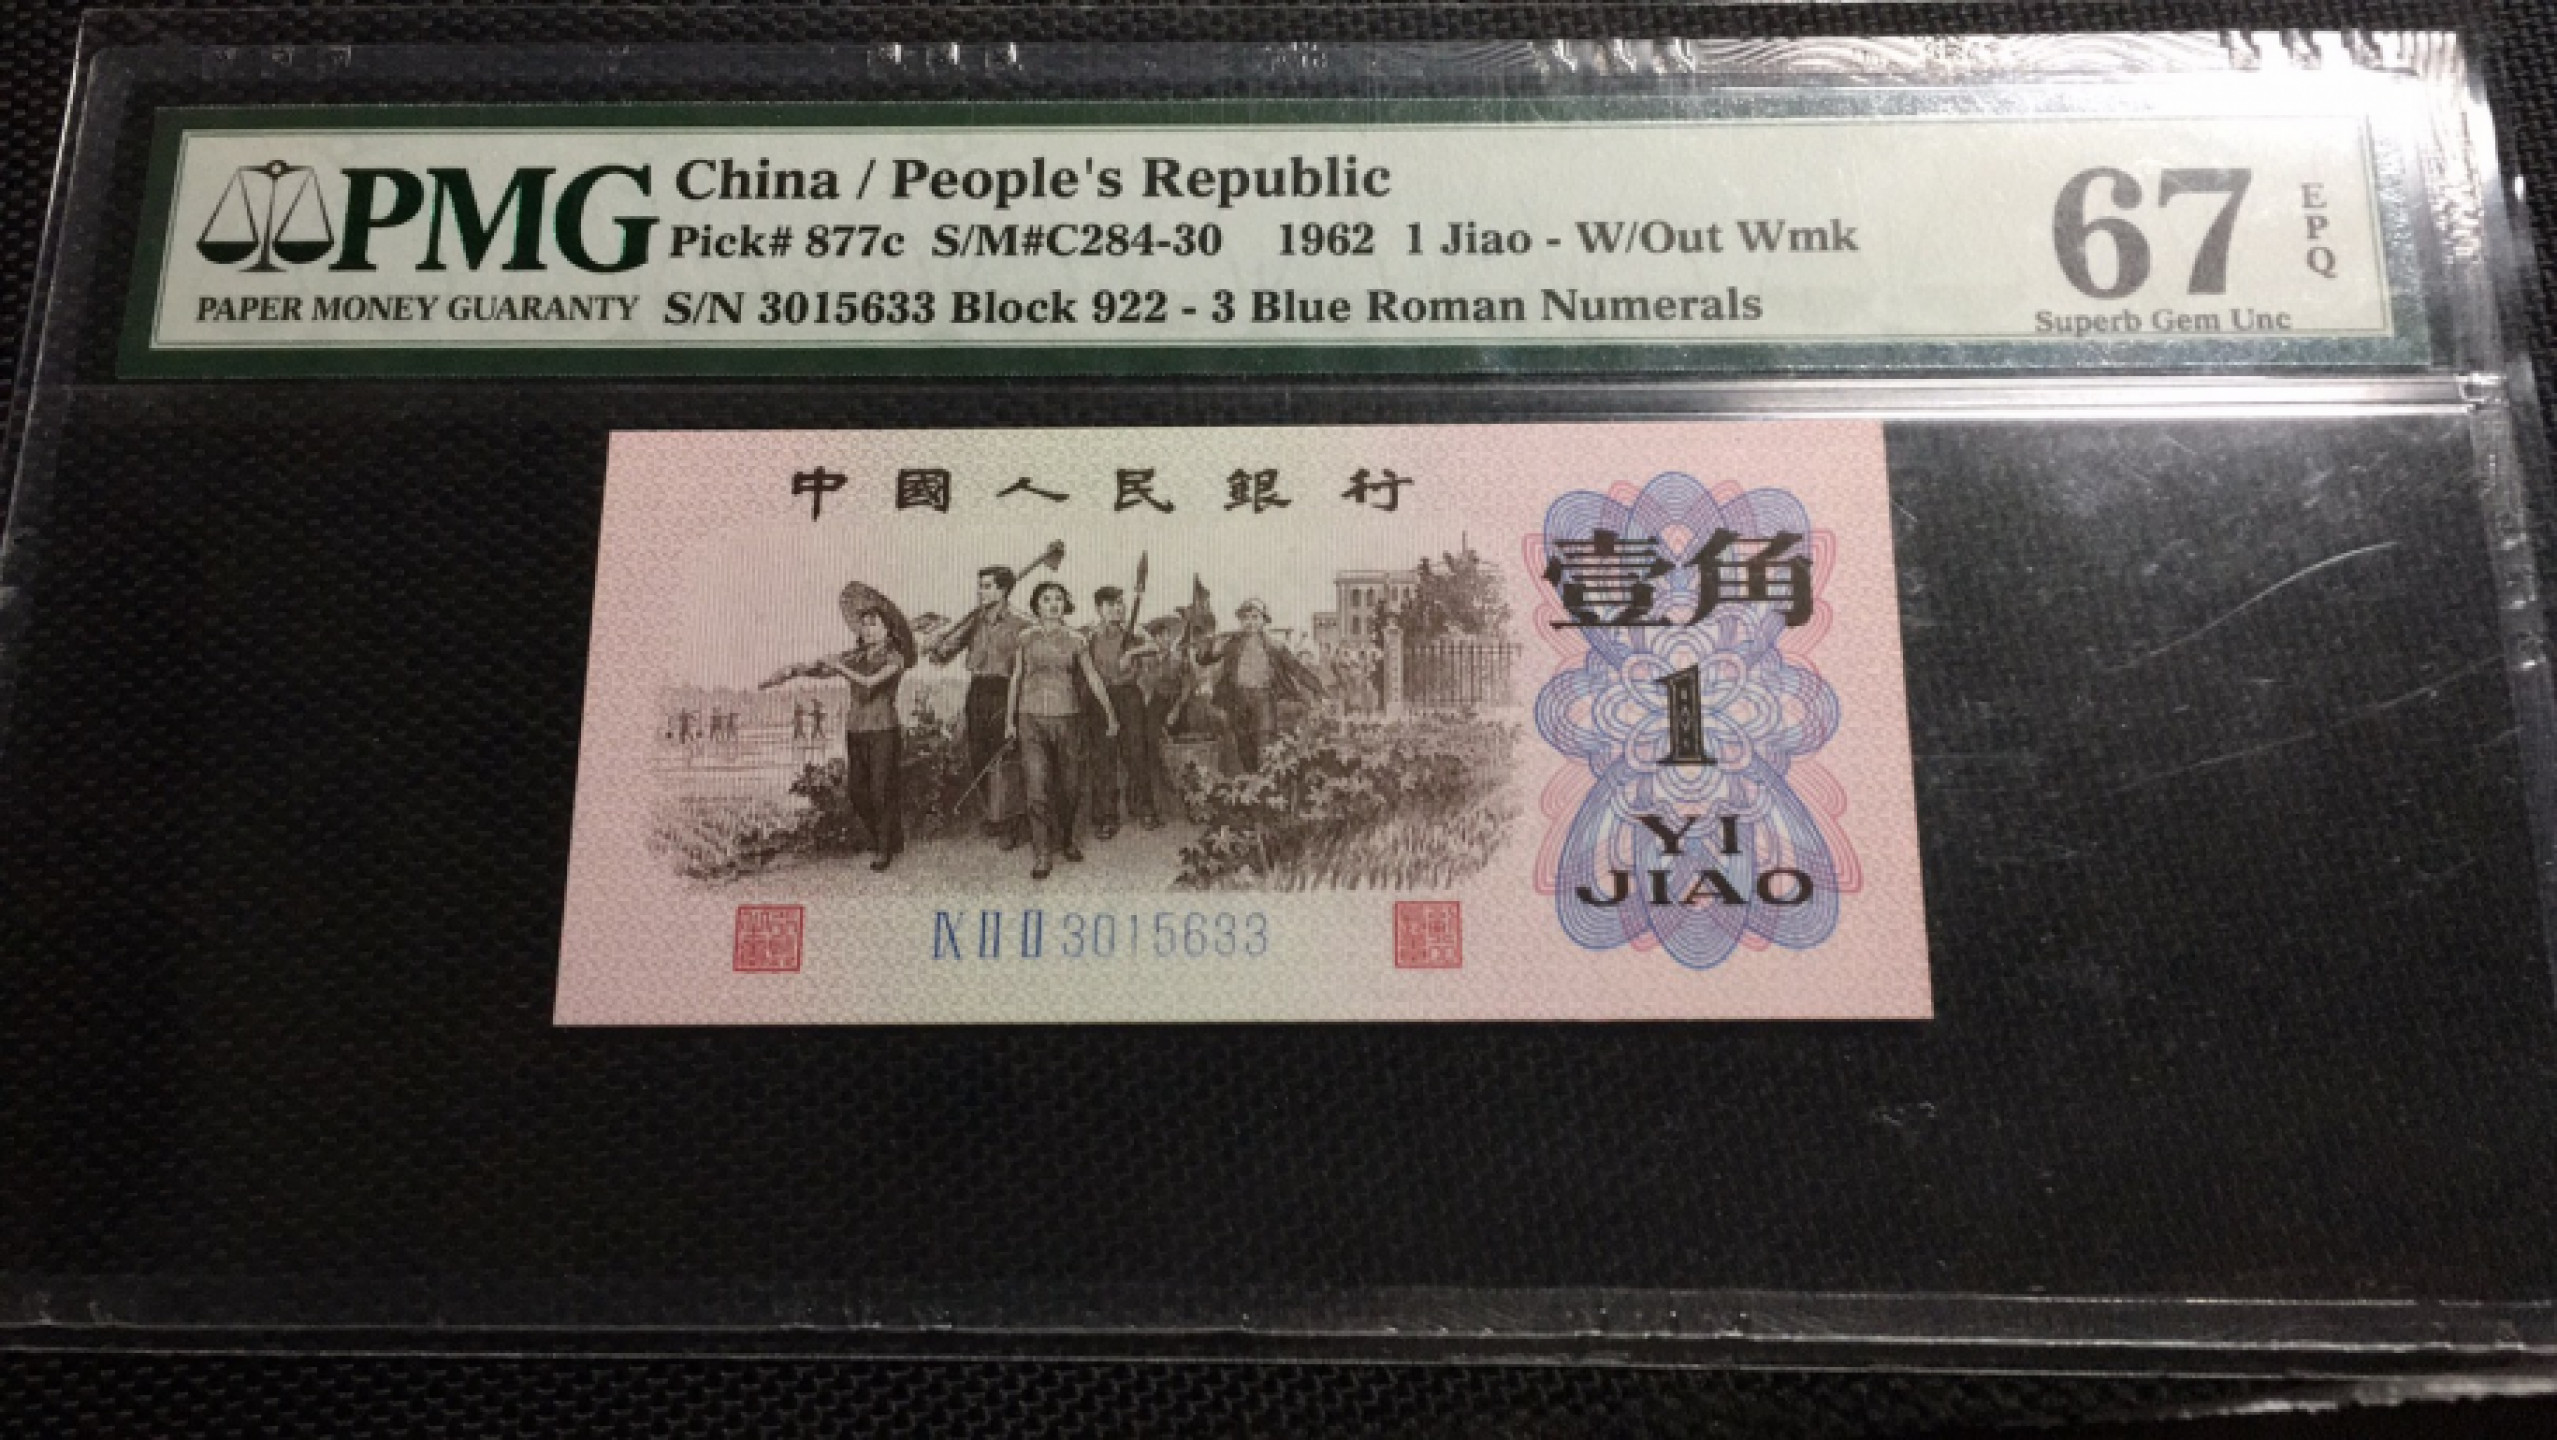 PMG
PAPER MONEY GUARANTY
China / People's Republic
Pick# 877c S/M#C284-30 1962 1 Jiao - W/Out Wmk
S/N 3015633 Block 922 - 3 Blue Roman Numerals
67
EPQ
Superb Gem Unc
中國人民銀行
壹角
1
YI
JIAO
IX II II 3015633